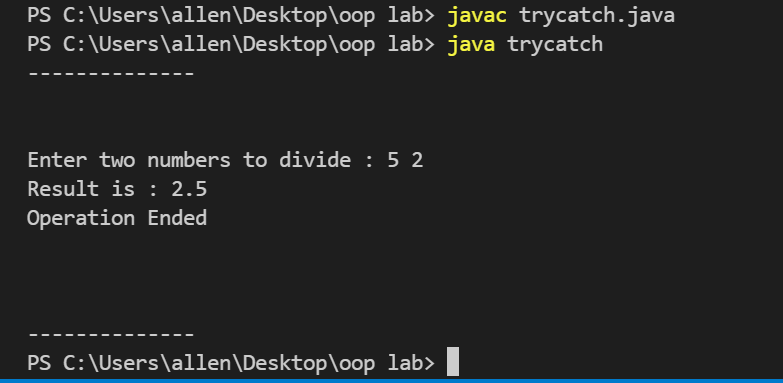 PS C:\Users\allen\Desktop\oop lab> javac trycatch.java
PS C:\Users\allen\Desktop\oop lab> java trycatch
--------------
Enter two numbers to divide : 5 2
Result is : 2.5
Operation Ended
--------------
PS C:\Users\allen\Desktop\oop lab>